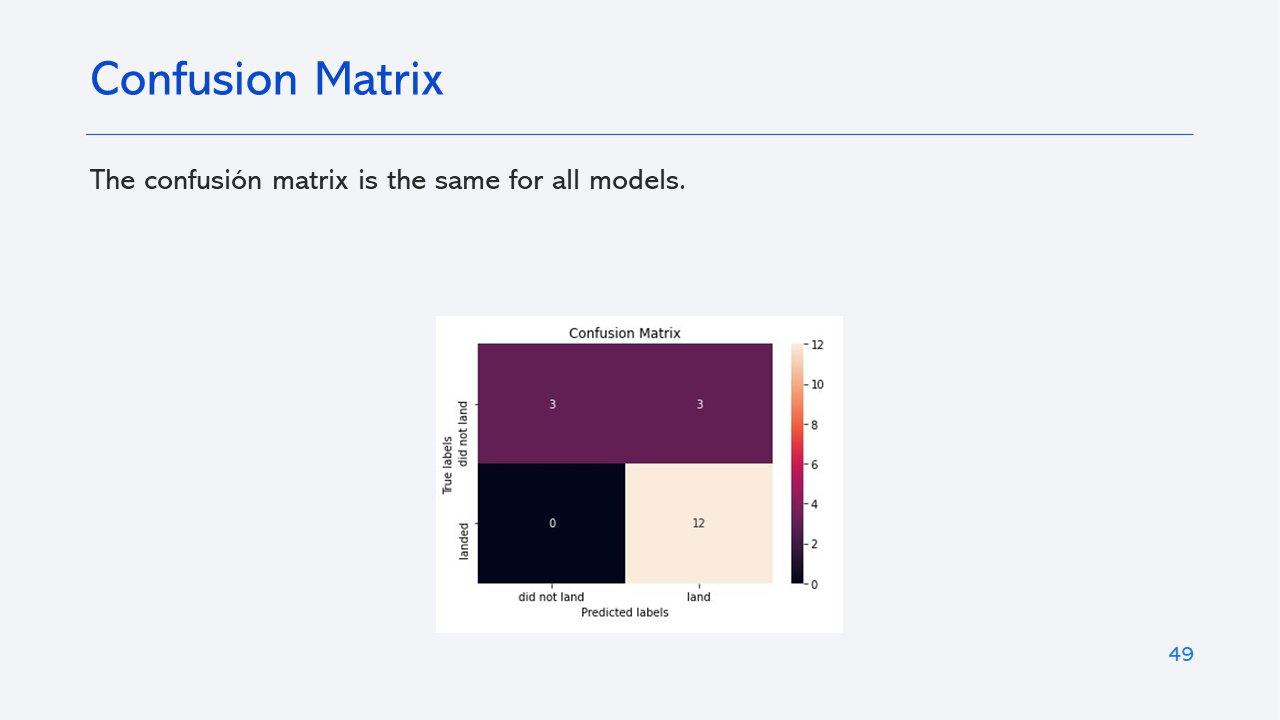 Confusion Matrix
The confusión matrix is the same for all models.
Confusion Matrix
True labels
did not land
landed
3 3
0 12
did not land land
Predicted labels
12
10
8
6
4
2
0
49